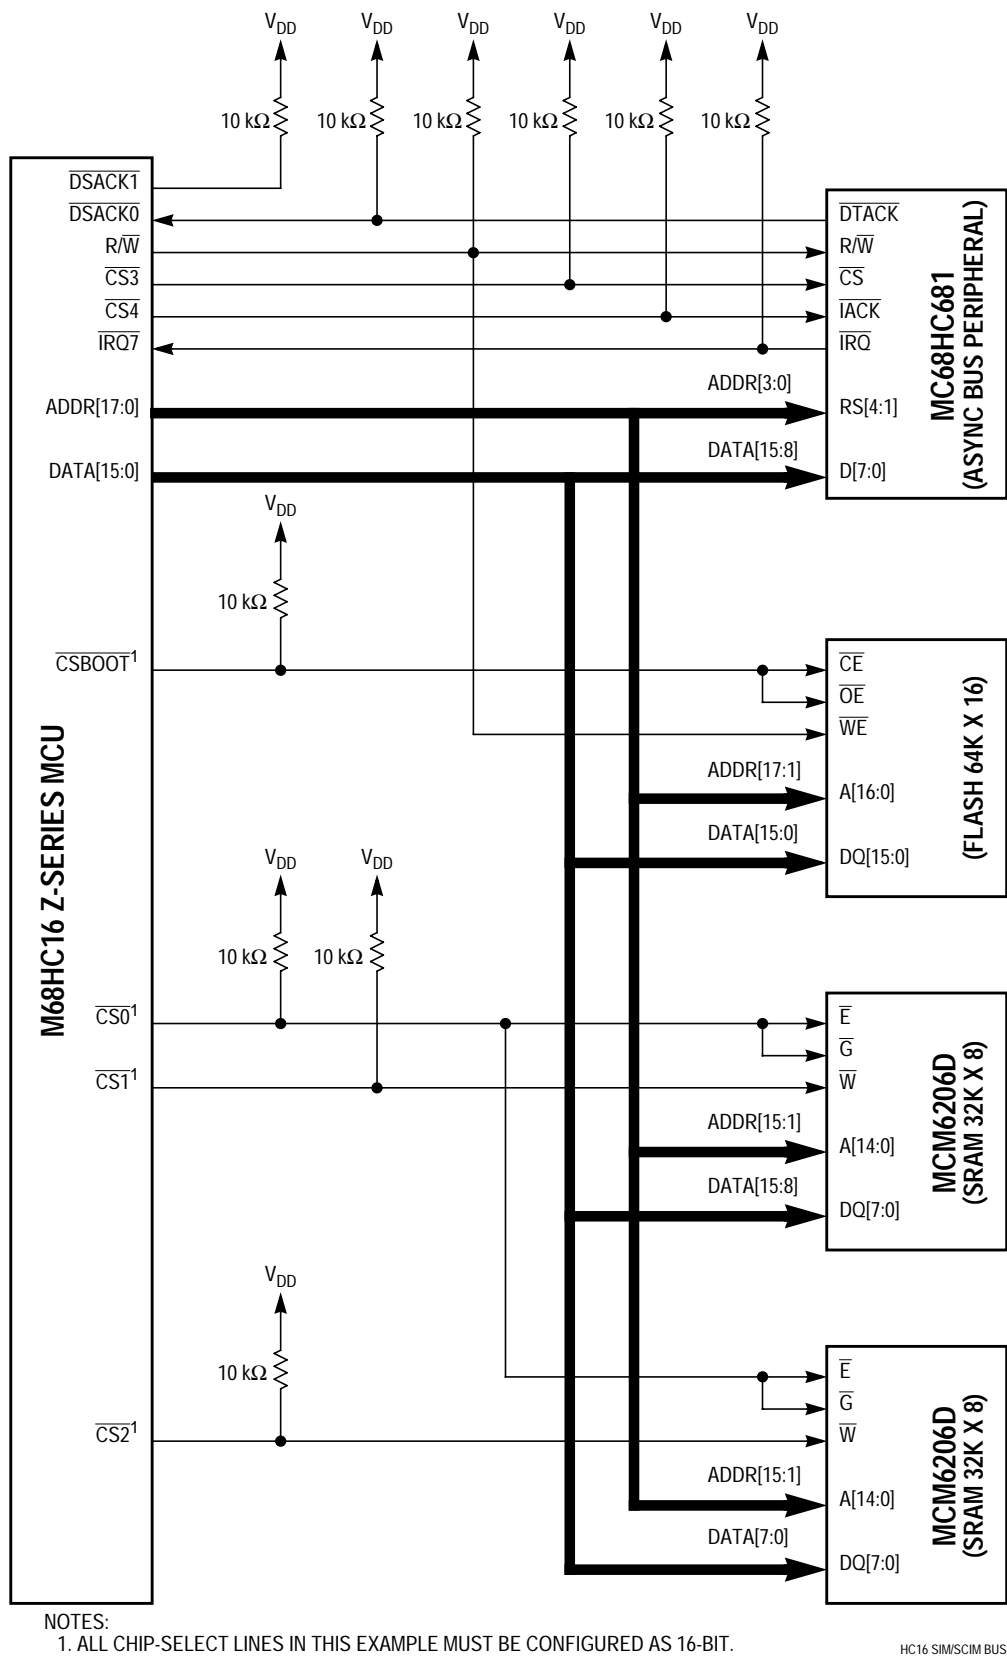 VDD VDD VDD VDD VDD VDD
10 kΩ 10 kΩ 10 kΩ 10 kΩ 10 kΩ 10 kΩ
M68HC16 Z-SERIES MCU
DSACK1
DSACK0
R/W
CS3
CS4
IRQ7
ADDR[17:0]
DATA[15:0]
ADDR[3:0]
DATA[15:8]
DTACK
R/W
CS
IACK
IRQ
RS[4:1]
D[7:0]
MC68HC681
(ASYNC BUS PERIPHERAL)
VDD
10 kΩ
CSBOOT1
ADDR[17:1]
DATA[15:0]
CE
OE
WE
A[16:0]
DQ[15:0]
(FLASH 64K X 16)
VDD VDD
10 kΩ 10 kΩ
CS01
CS11
ADDR[15:1]
DATA[15:8]
E
G
W
A[14:0]
DQ[7:0]
MCM6206D
(SRAM 32K X 8)
VDD
10 kΩ
CS21
ADDR[15:1]
DATA[7:0]
E
G
W
A[14:0]
DQ[7:0]
MCM6206D
(SRAM 32K X 8)
NOTES:
1. ALL CHIP-SELECT LINES IN THIS EXAMPLE MUST BE CONFIGURED AS 16-BIT.
HC16 SIM/SCIM BUS